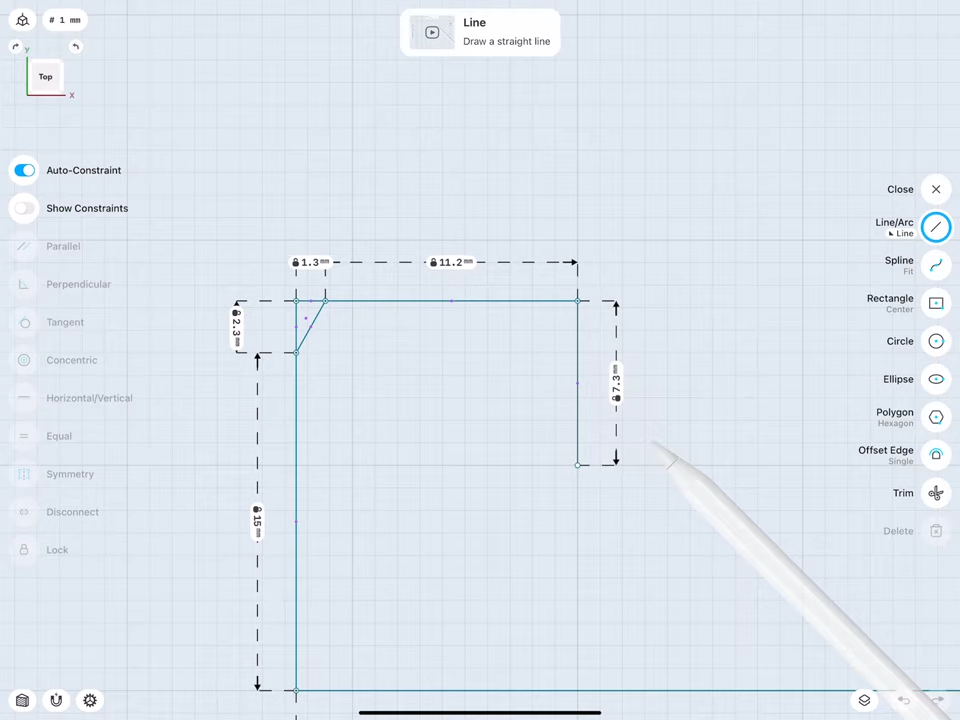 # 1 mm
Line
Draw a straight line
y
Top
x
Auto-Constraint
Show Constraints
Parallel
Perpendicular
Tangent
Concentric
Horizontal/Vertical
Equal
Symmetry
Disconnect
Lock
1.3 mm
11.2 mm
2.3 mm
7.3 mm
15 mm
Close
Line/Arc
Line
Spline
Fit
Rectangle
Center
Circle
Ellipse
Polygon
Hexagon
Offset Edge
Single
Trim
Delete